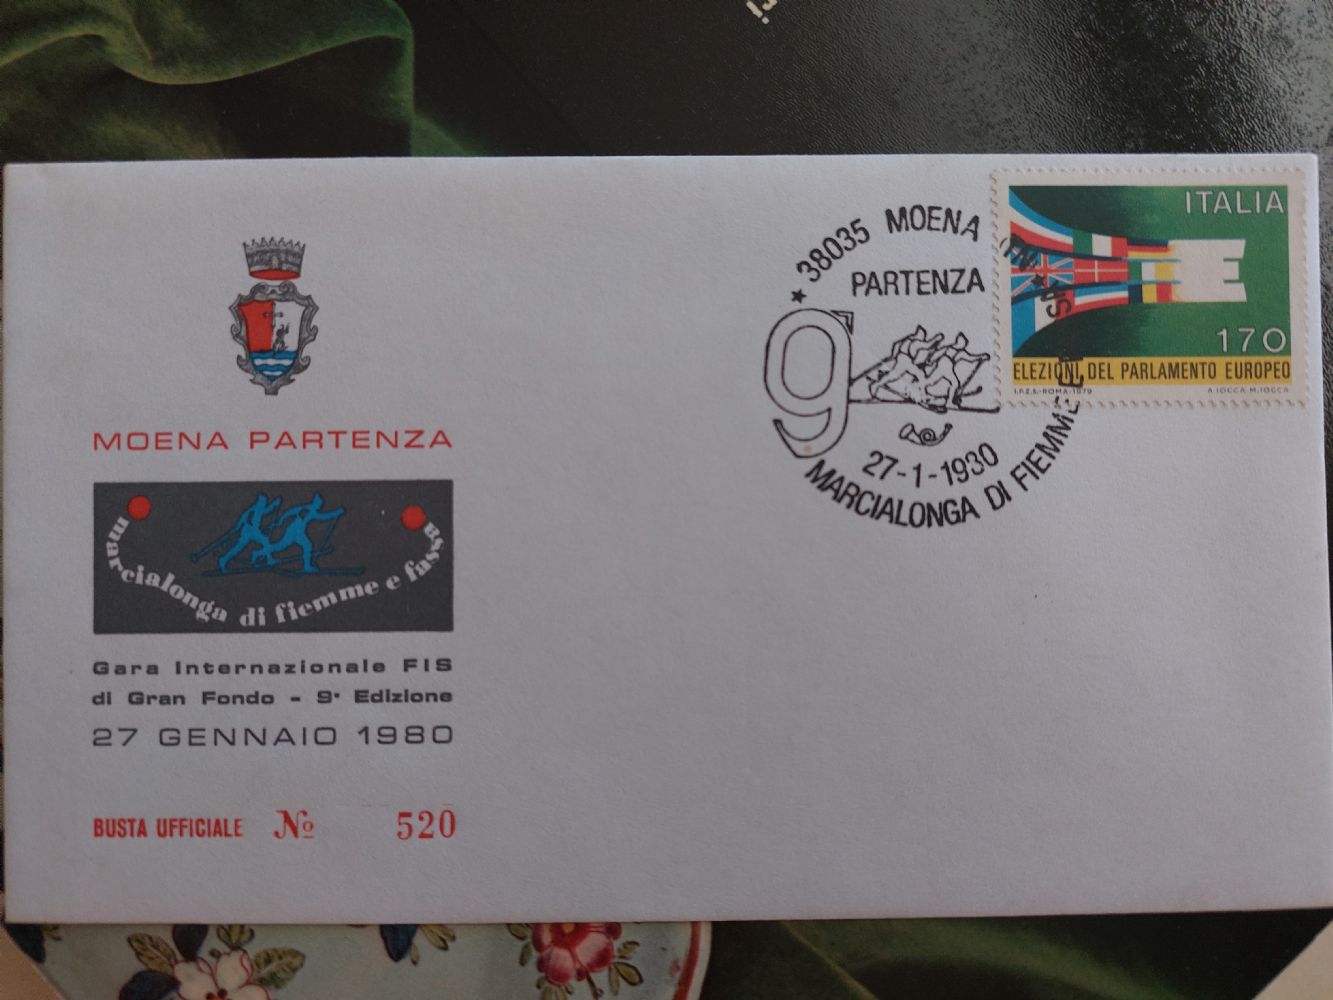 MOENA PARTENZA
marcialonga di fiemme e fassa
Gara Internazionale FIS
di Gran Fondo - 9ª Edizione
27 GENNAIO 1980
BUSTA UFFICIALE Nº 520
★ 38035 MOENA (TN) ★
PARTENZA
9
27-1-1980
MARCIALONGA DI FIEMME E
ITALIA
E
170
ELEZIONI DEL PARLAMENTO EUROPEO
I.P.Z.S.-ROMA-1979 A.IOCCA M.IOCCA